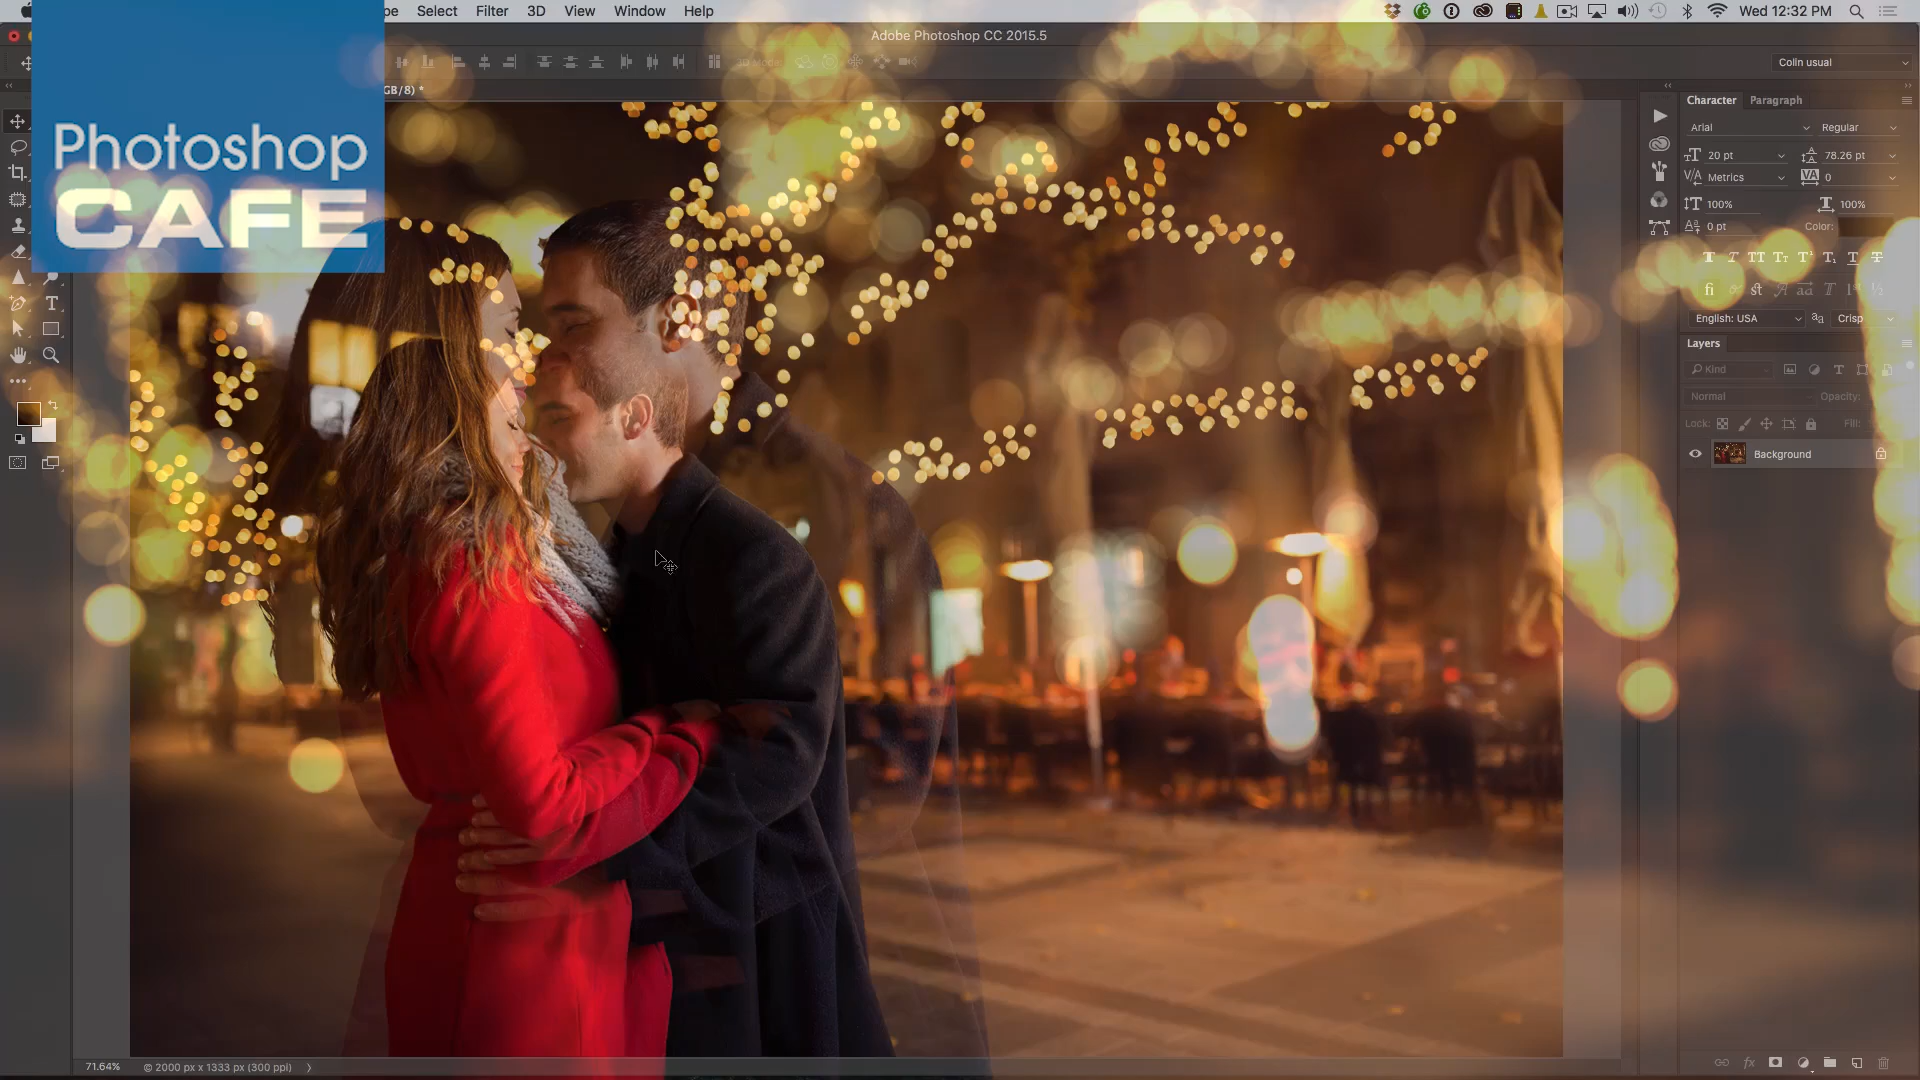 Select Filter 3D View Window Help
Wed 12:32 PM
Adobe Photoshop CC 2015.5
Colin usual
GB/8) *
Photoshop
CAFE
Character Paragraph
Arial Regular
20 pt 78.26 pt
Metrics 0
100% 100%
0 pt Color:
English: USA Crisp
Layers
Kind
Normal Opacity:
Lock: Fill:
Background
71.64% © 2000 px x 1333 px (300 ppi)